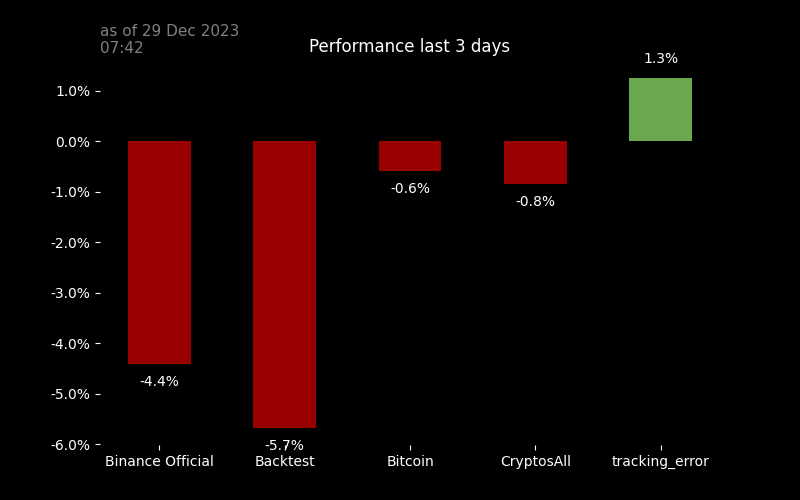 as of 29 Dec 2023
07:42
Performance last 3 days
1.3%
1.0%
0.0%
-1.0%
-2.0%
-3.0%
-4.0%
-5.0%
-6.0%
-4.4%
-5.7%
-0.6%
-0.8%
Binance Official
Backtest
Bitcoin
CryptosAll
tracking_error